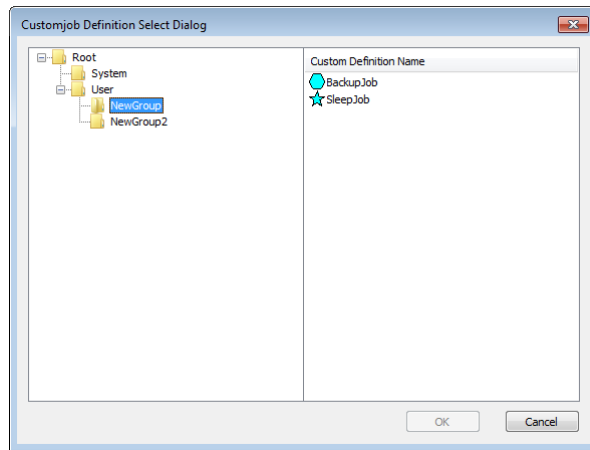 Customjob Definition Select Dialog
Root
System
User
NewGroup
NewGroup2
Custom Definition Name
BackupJob
SleepJob
OK
Cancel